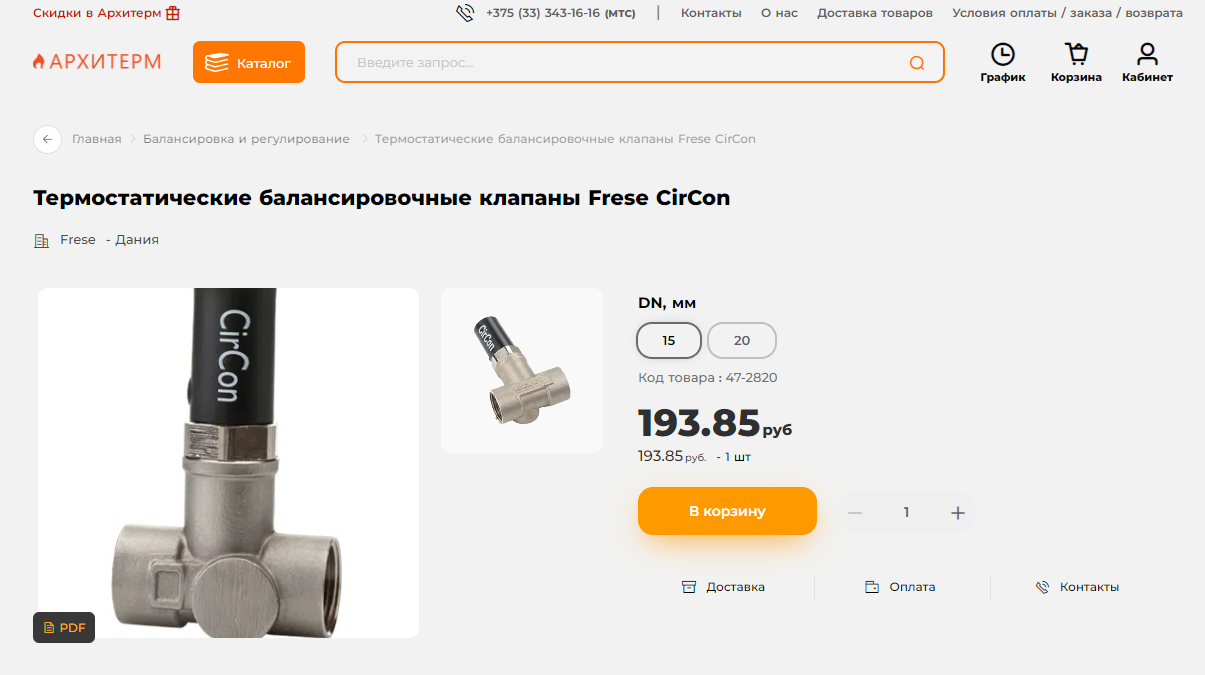 Скидки в Архитерм
+375 (33) 343-16-16 (мтс) | Контакты О нас Доставка товаров Условия оплаты / заказа / возврата
АРХИТЕРМ
Каталог
Введите запрос...
График Корзина Кабинет
Главная Балансировка и регулирование Термостатические балансировочные клапаны Frese CirCon
Термостатические балансировочные клапаны Frese CirCon
Frese - Дания
CirCon
CirCon
DN, мм
15 20
Код товара : 47-2820
193.85 руб
193.85 руб. - 1 шт
В корзину
— 1 +
Доставка Оплата Контакты
PDF